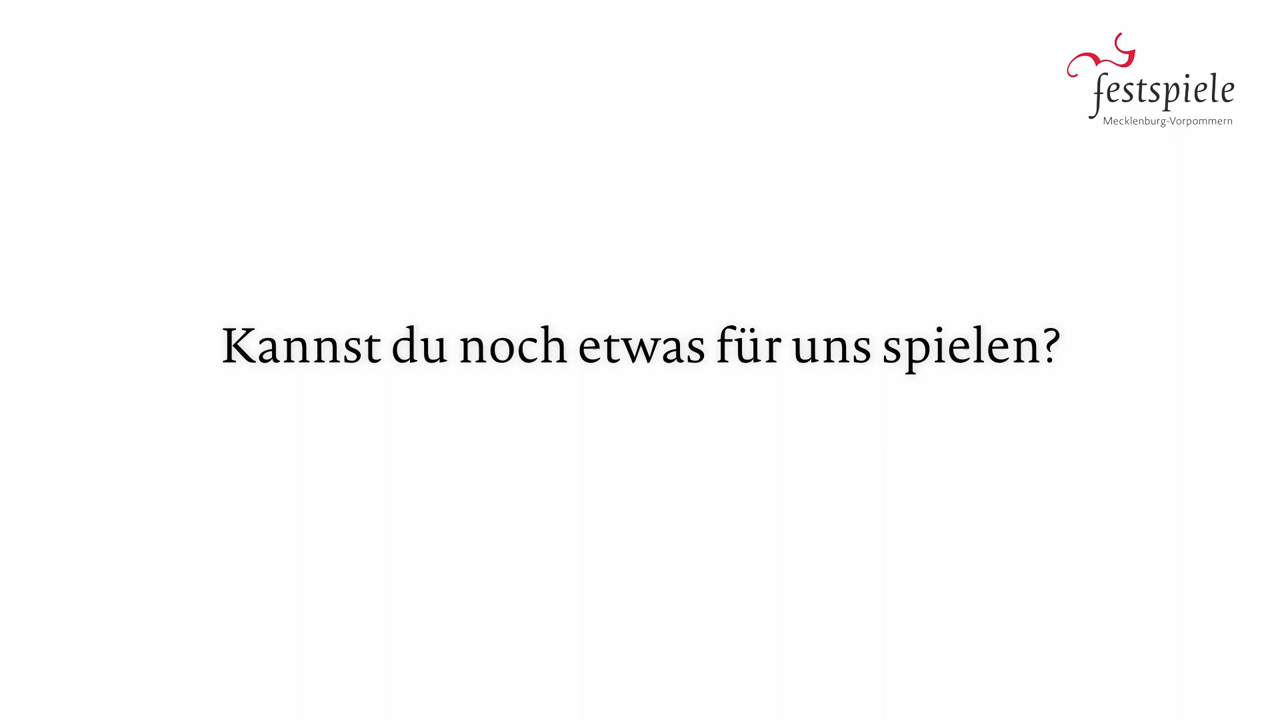 festspiele
Mecklenburg-Vorpommern
Kannst du noch etwas für uns spielen?